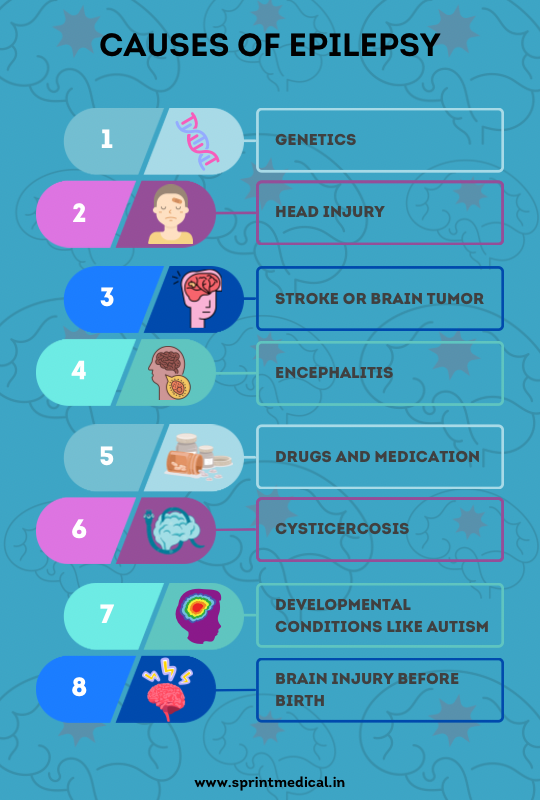 CAUSES OF EPILEPSY
1
GENETICS
2
HEAD INJURY
3
STROKE OR BRAIN TUMOR
4
ENCEPHALITIS
5
DRUGS AND MEDICATION
6
CYSTICERCOSIS
7
DEVELOPMENTAL
CONDITIONS LIKE AUTISM
8
BRAIN INJURY BEFORE
BIRTH
www.sprintmedical.in